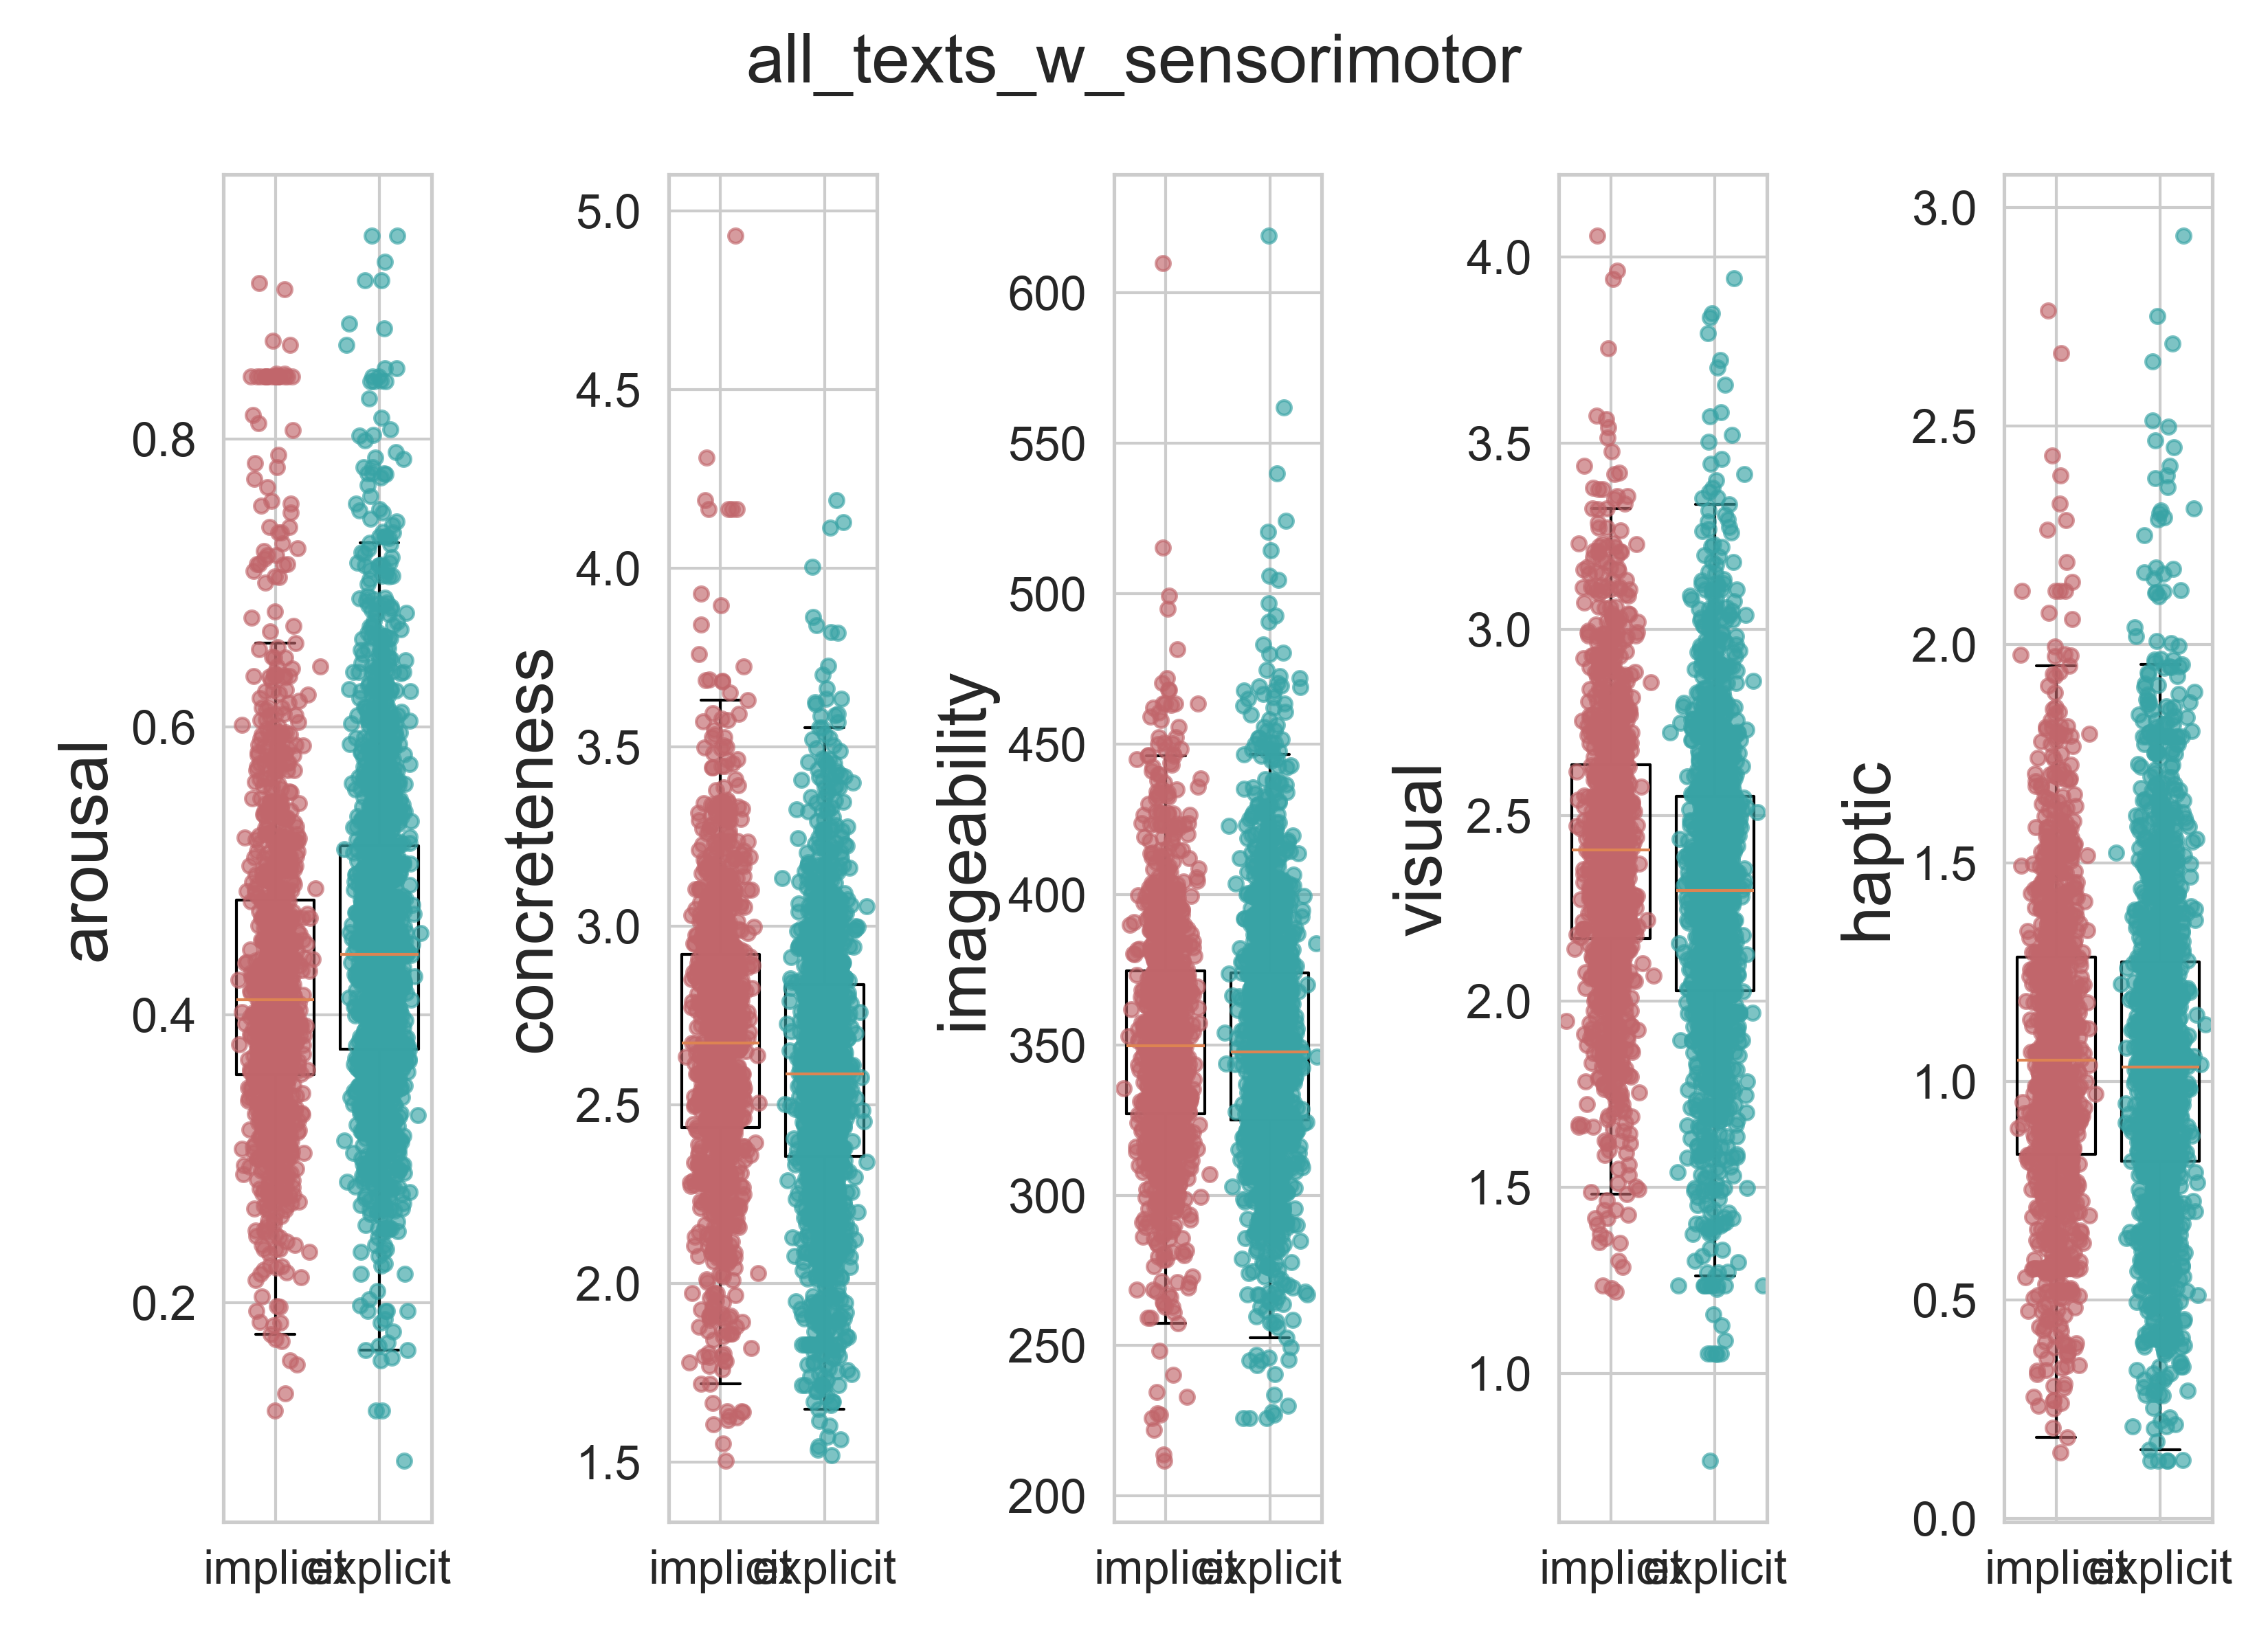 all_texts_w_sensorimotor
arousal
0.8
0.6
0.4
0.2
implicit
explicit
concreteness
5.0
4.5
4.0
3.5
3.0
2.5
2.0
1.5
implicit
explicit
imageability
600
550
500
450
400
350
300
250
200
implicit
explicit
visual
4.0
3.5
3.0
2.5
2.0
1.5
1.0
implicit
explicit
haptic
3.0
2.5
2.0
1.5
1.0
0.5
0.0
implicit
explicit